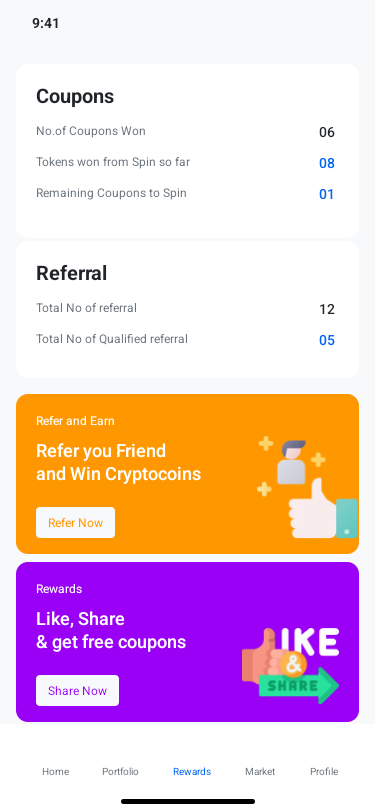 9:41
Coupons
No.of Coupons Won 06
Tokens won from Spin so far 08
Remaining Coupons to Spin 01
Referral
Total No of referral 12
Total No of Qualified referral 05
Refer and Earn
Refer you Friend
and Win Cryptocoins
Refer Now
Rewards
Like, Share
& get free coupons
Share Now
LIKE
&
SHARE
Home Portfolio Rewards Market Profile